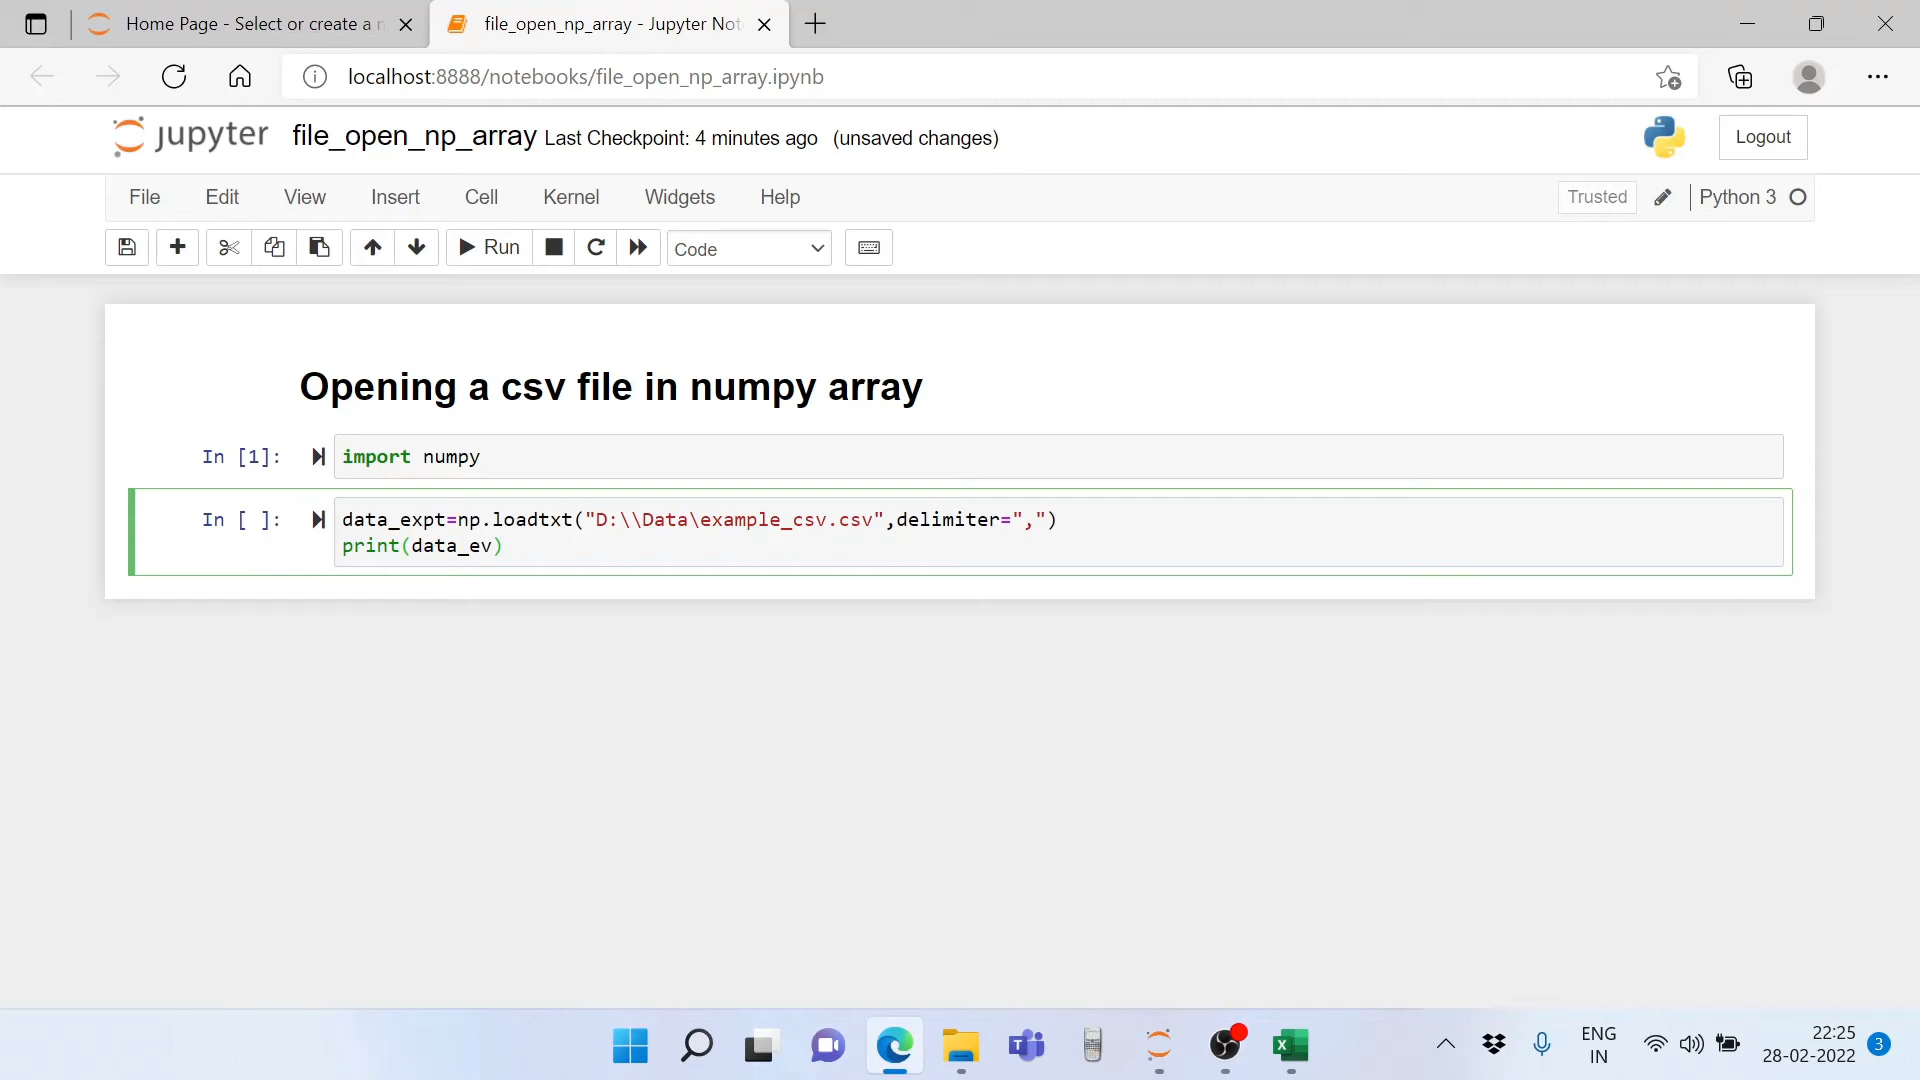 Home Page - Select or create a n
file_open_np_array - Jupyter Not
localhost:8888/notebooks/file_open_np_array.ipynb
jupyter file_open_np_array Last Checkpoint: 4 minutes ago (unsaved changes)
Logout
File Edit View Insert Cell Kernel Widgets Help
Trusted Python 3
Run Code
Opening a csv file in numpy array
In [1]: import numpy
In [ ]: data_expt=np.loadtxt("D:\\Data\example_csv.csv",delimiter=",")
print(data_ev)
ENG
IN
22:25
28-02-2022
3